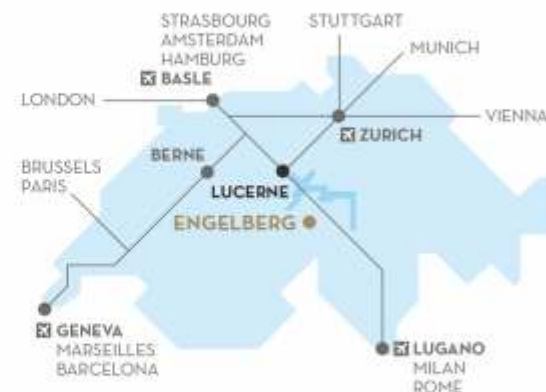 STRASBOURG
AMSTERDAM
HAMBURG
BASLE
STUTTGART
MUNICH
LONDON
VIENNA
ZURICH
BRUSSELS
PARIS
BERNE
LUCERNE
ENGELBERG
GENEVA
MARSEILLES
BARCELONA
LUGANO
MILAN
ROME